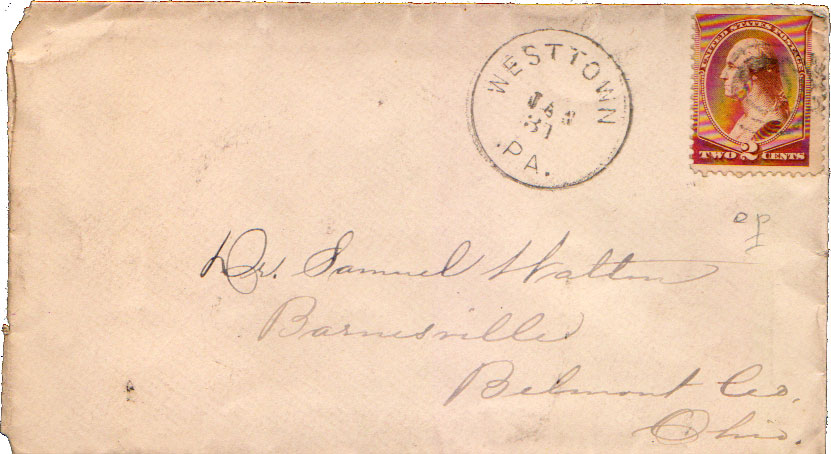 WESTTOWN
JAN
31
PA.
UNITED STATES POSTAGE
TWO 2 CENTS
Dr. Samuel Walton
Barnesville
Belmont Co.
Ohio.